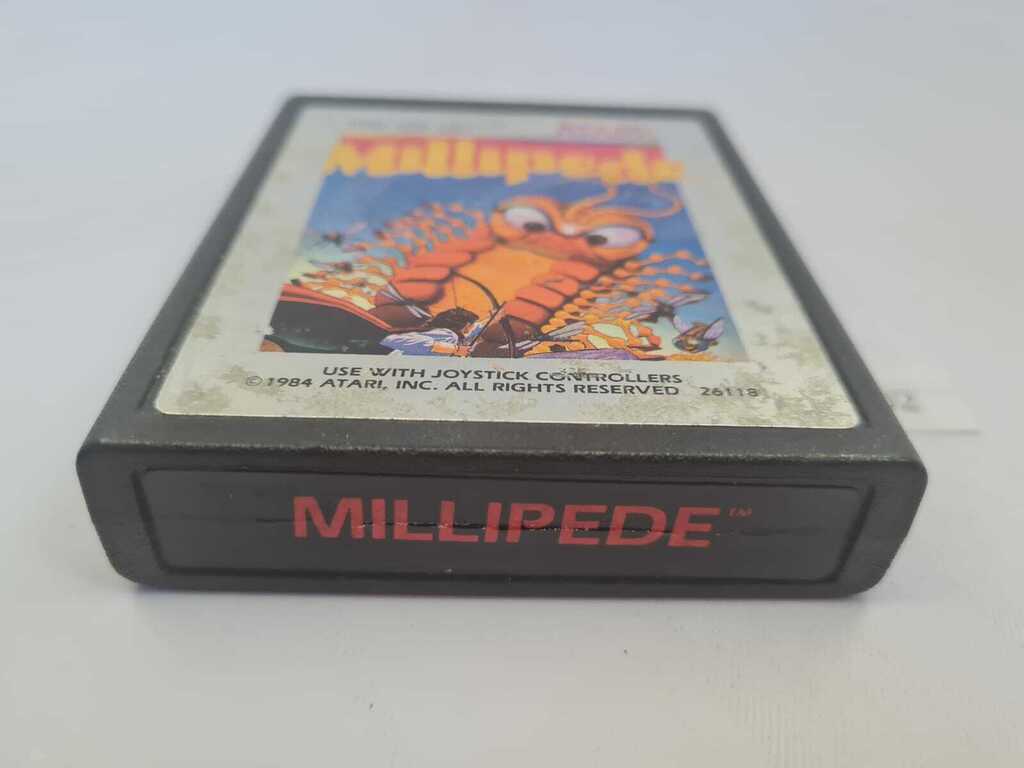 Millipede
USE WITH JOYSTICK CONTROLLERS
©1984 ATARI, INC. ALL RIGHTS RESERVED 26118
MILLIPEDE™